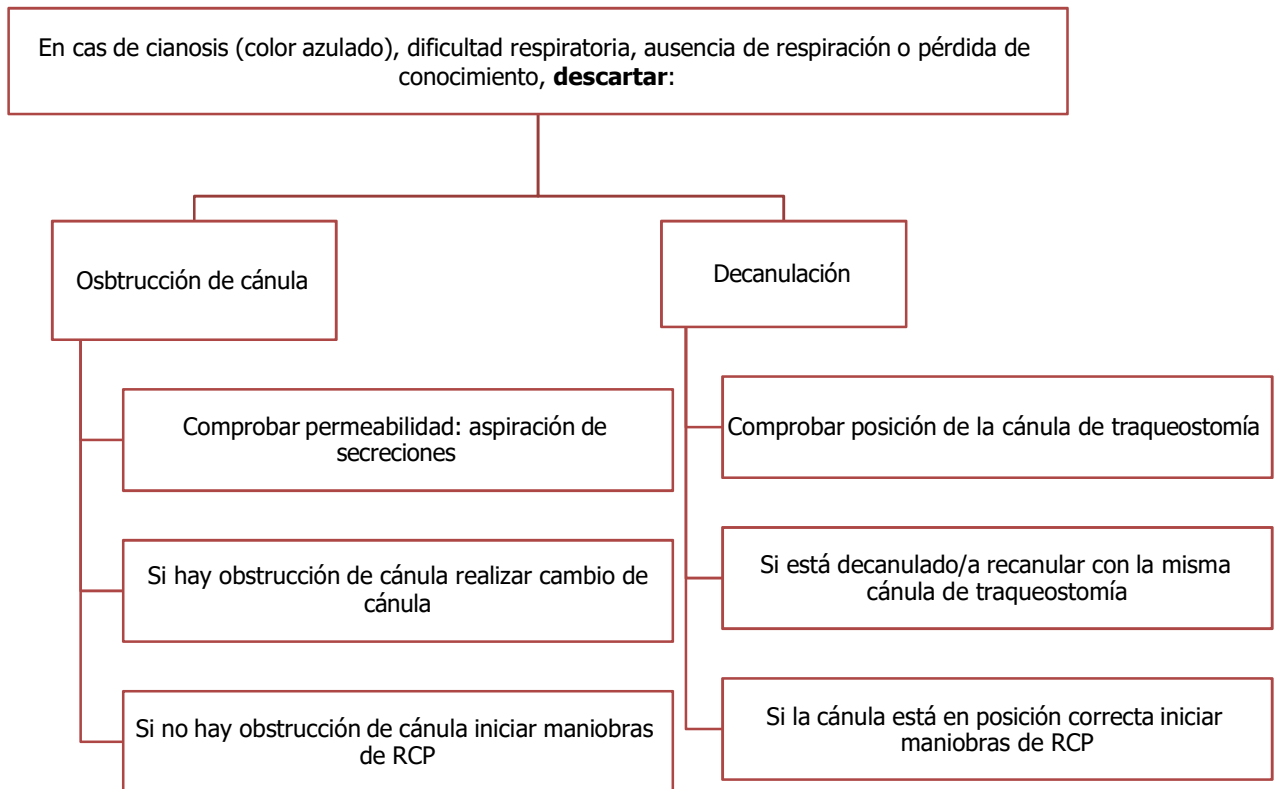 En cas de cianosis (color azulado), dificultad respiratoria, ausencia de respiración o pérdida de
conocimiento, descartar:
Osbtrucción de cánula
Comprobar permeabilidad: aspiración de
secreciones
Si hay obstrucción de cánula realizar cambio de
cánula
Si no hay obstrucción de cánula iniciar maniobras
de RCP
Decanulación
Comprobar posición de la cánula de traqueostomía
Si está decanulado/a recanular con la misma
cánula de traqueostomía
Si la cánula está en posición correcta iniciar
maniobras de RCP